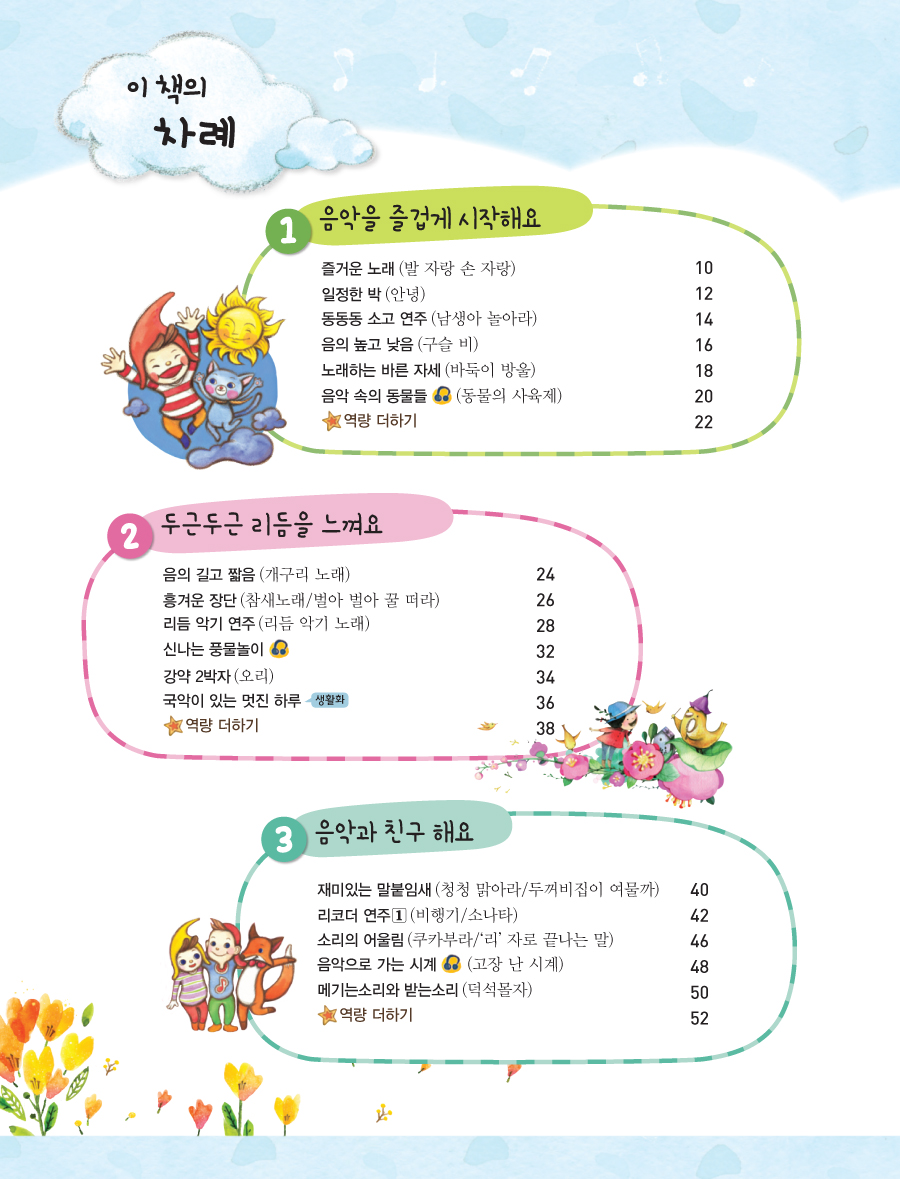 이 책의
차례
1 음악을 즐겁게 시작해요
즐거운 노래 (발 자랑 손 자랑) 10
일정한 박 (안녕) 12
동동동 소고 연주 (남생아 놀아라) 14
음의 높고 낮음 (구슬 비) 16
노래하는 바른 자세 (바둑이 방울) 18
음악 속의 동물들 (동물의 사육제) 20
역량 더하기 22
2 두근두근 리듬을 느껴요
음의 길고 짧음 (개구리 노래) 24
흥겨운 장단 (참새노래/벌아 벌아 꿀 떠라) 26
리듬 악기 연주 (리듬 악기 노래) 28
신나는 풍물놀이 32
강약 2박자 (오리) 34
국악이 있는 멋진 하루 생활화 36
역량 더하기 38
3 음악과 친구 해요
재미있는 말붙임새 (청청 맑아라/두꺼비집이 여물까) 40
리코더 연주 1 (비행기/소나타) 42
소리의 어울림 (쿠카부라/‘리’ 자로 끝나는 말) 46
음악으로 가는 시계 (고장 난 시계) 48
메기는소리와 받는소리 (덕석몰자) 50
역량 더하기 52